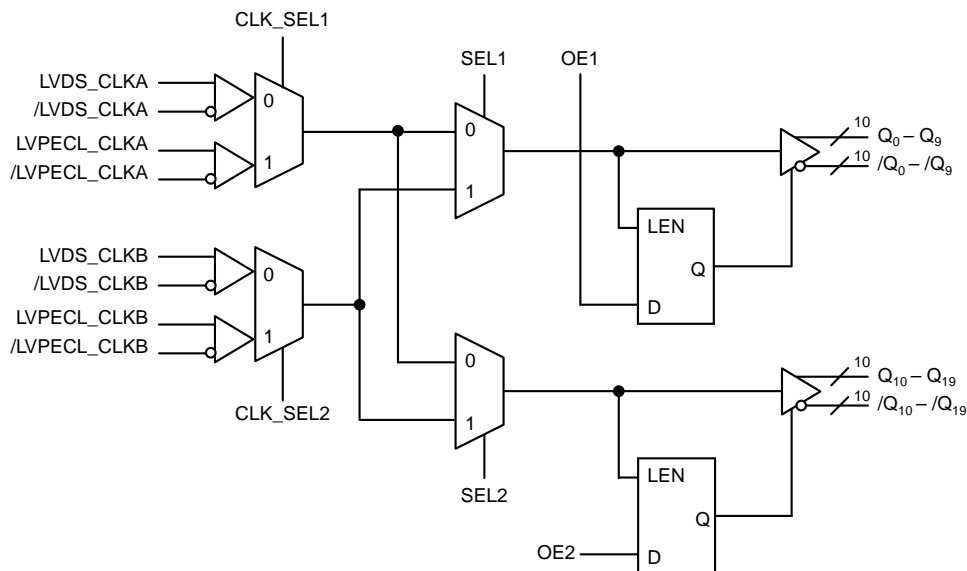 CLK_SEL1
SEL1
OE1
LVDS_CLKA
/LVDS_CLKA
LVPECL_CLKA
/LVPECL_CLKA
0
1
0
1
10
Q0 – Q9
10
/Q0 – /Q9
LEN
Q
D
LVDS_CLKB
/LVDS_CLKB
LVPECL_CLKB
/LVPECL_CLKB
0
1
CLK_SEL2
0
1
SEL2
10
Q10 – Q19
10
/Q10 – /Q19
LEN
Q
OE2
D